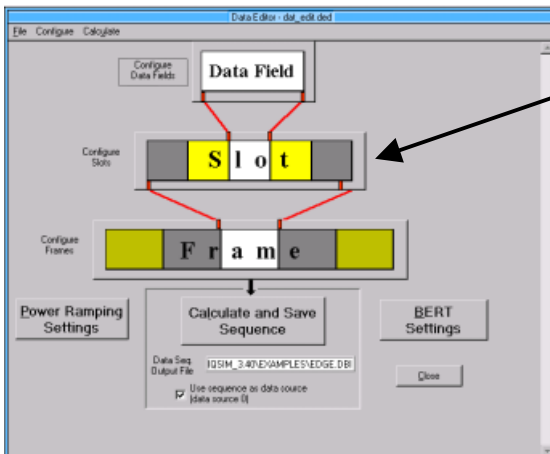 Data Editor - dat_edit.ded
File Configure Calculate
Configure
Data Fields
Data Field
Configure
Slots
Slot
Configure
Frames
Frame
Power Ramping
Settings
Calculate and Save
Sequence
BERT
Settings
Data Seq.
Output File
IQSIM_3.40\EXAMPLES\EDGE.DBI
Close
Use sequence as data source
(data source 0)